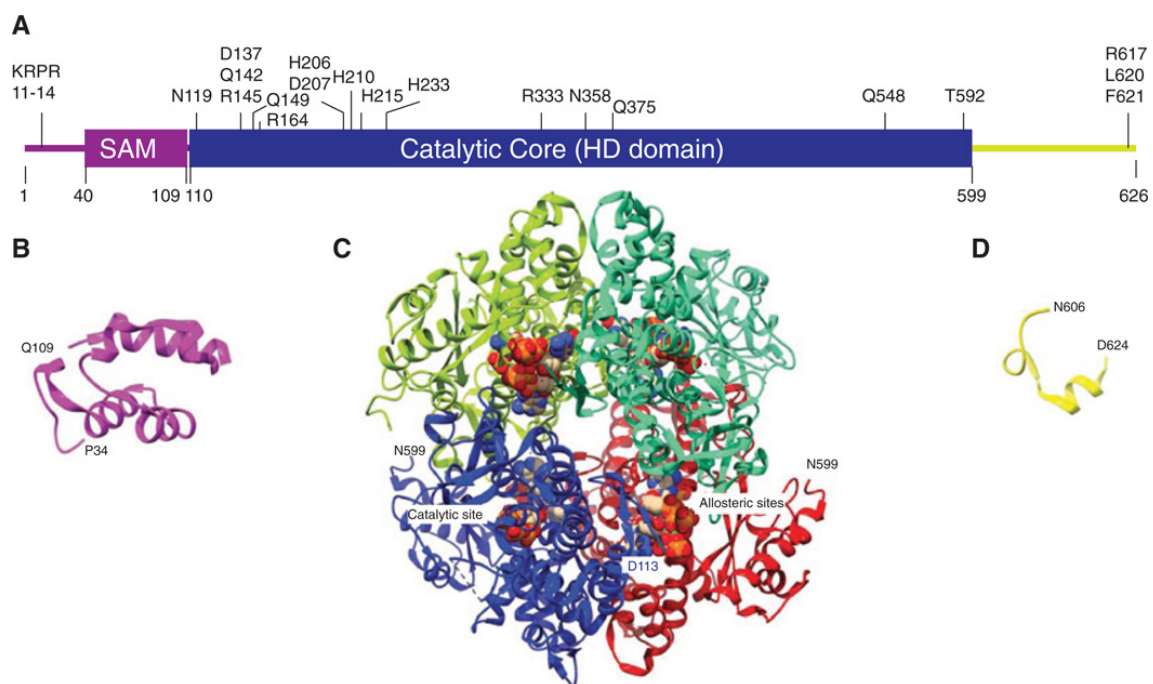 A
KRPR
11-14
N119
D137
Q142
R145
Q149
R164
H206
D207
H210
H215
H233
R333
N358
Q375
Q548
T592
R617
L620
F621
SAM
Catalytic Core (HD domain)
1
40
109
110
599
626
B
Q109
P34
C
N599
Catalytic site
D113
Allosteric sites
N599
D
N606
D624